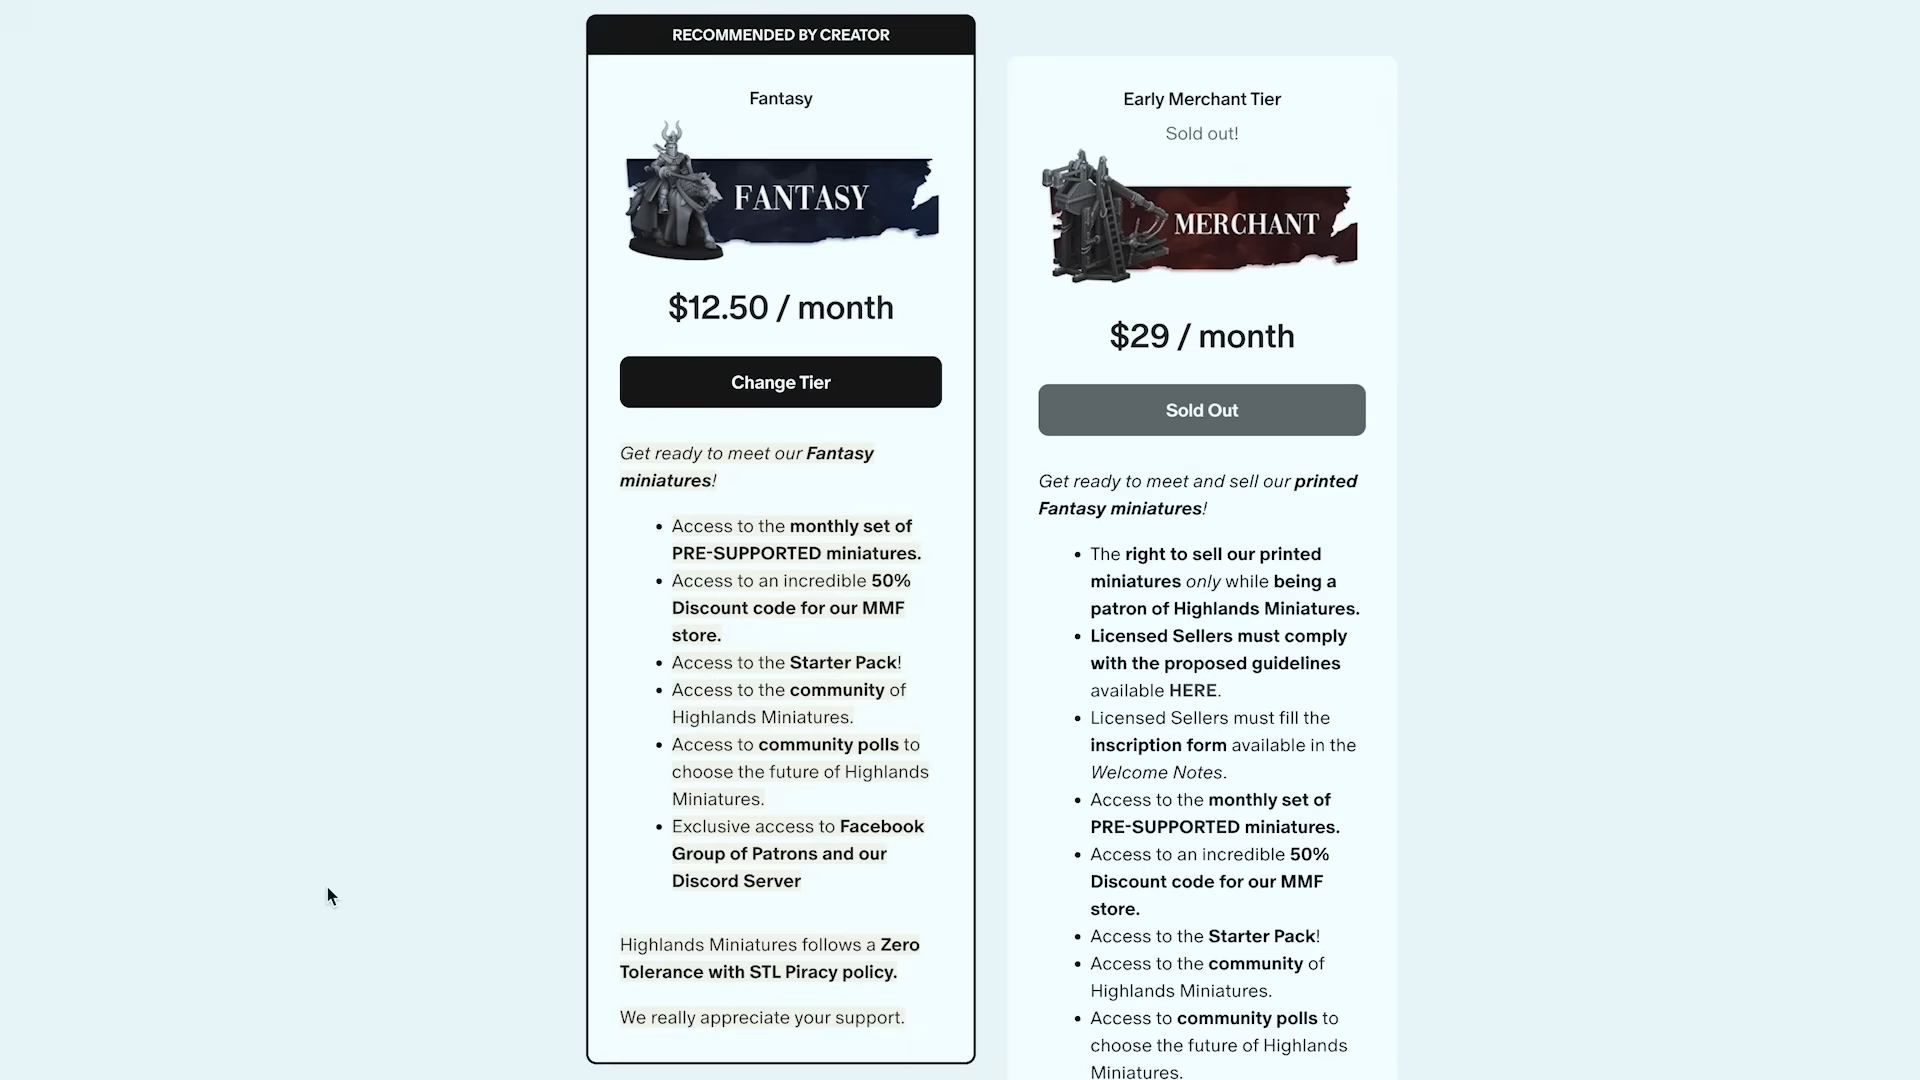 RECOMMENDED BY CREATOR
Fantasy
FANTASY
$12.50 / month
Change Tier
Get ready to meet our Fantasy
miniatures!
• Access to the monthly set of
PRE-SUPPORTED miniatures.
• Access to an incredible 50%
Discount code for our MMF
store.
• Access to the Starter Pack!
• Access to the community of
Highlands Miniatures.
• Access to community polls to
choose the future of Highlands
Miniatures.
• Exclusive access to Facebook
Group of Patrons and our
Discord Server
Highlands Miniatures follows a Zero
Tolerance with STL Piracy policy.
We really appreciate your support.
Early Merchant Tier
Sold out!
MERCHANT
$29 / month
Sold Out
Get ready to meet and sell our printed
Fantasy miniatures!
• The right to sell our printed
miniatures only while being a
patron of Highlands Miniatures.
• Licensed Sellers must comply
with the proposed guidelines
available HERE.
• Licensed Sellers must fill the
inscription form available in the
Welcome Notes.
• Access to the monthly set of
PRE-SUPPORTED miniatures.
• Access to an incredible 50%
Discount code for our MMF
store.
• Access to the Starter Pack!
• Access to the community of
Highlands Miniatures.
• Access to community polls to
choose the future of Highlands
Miniatures.